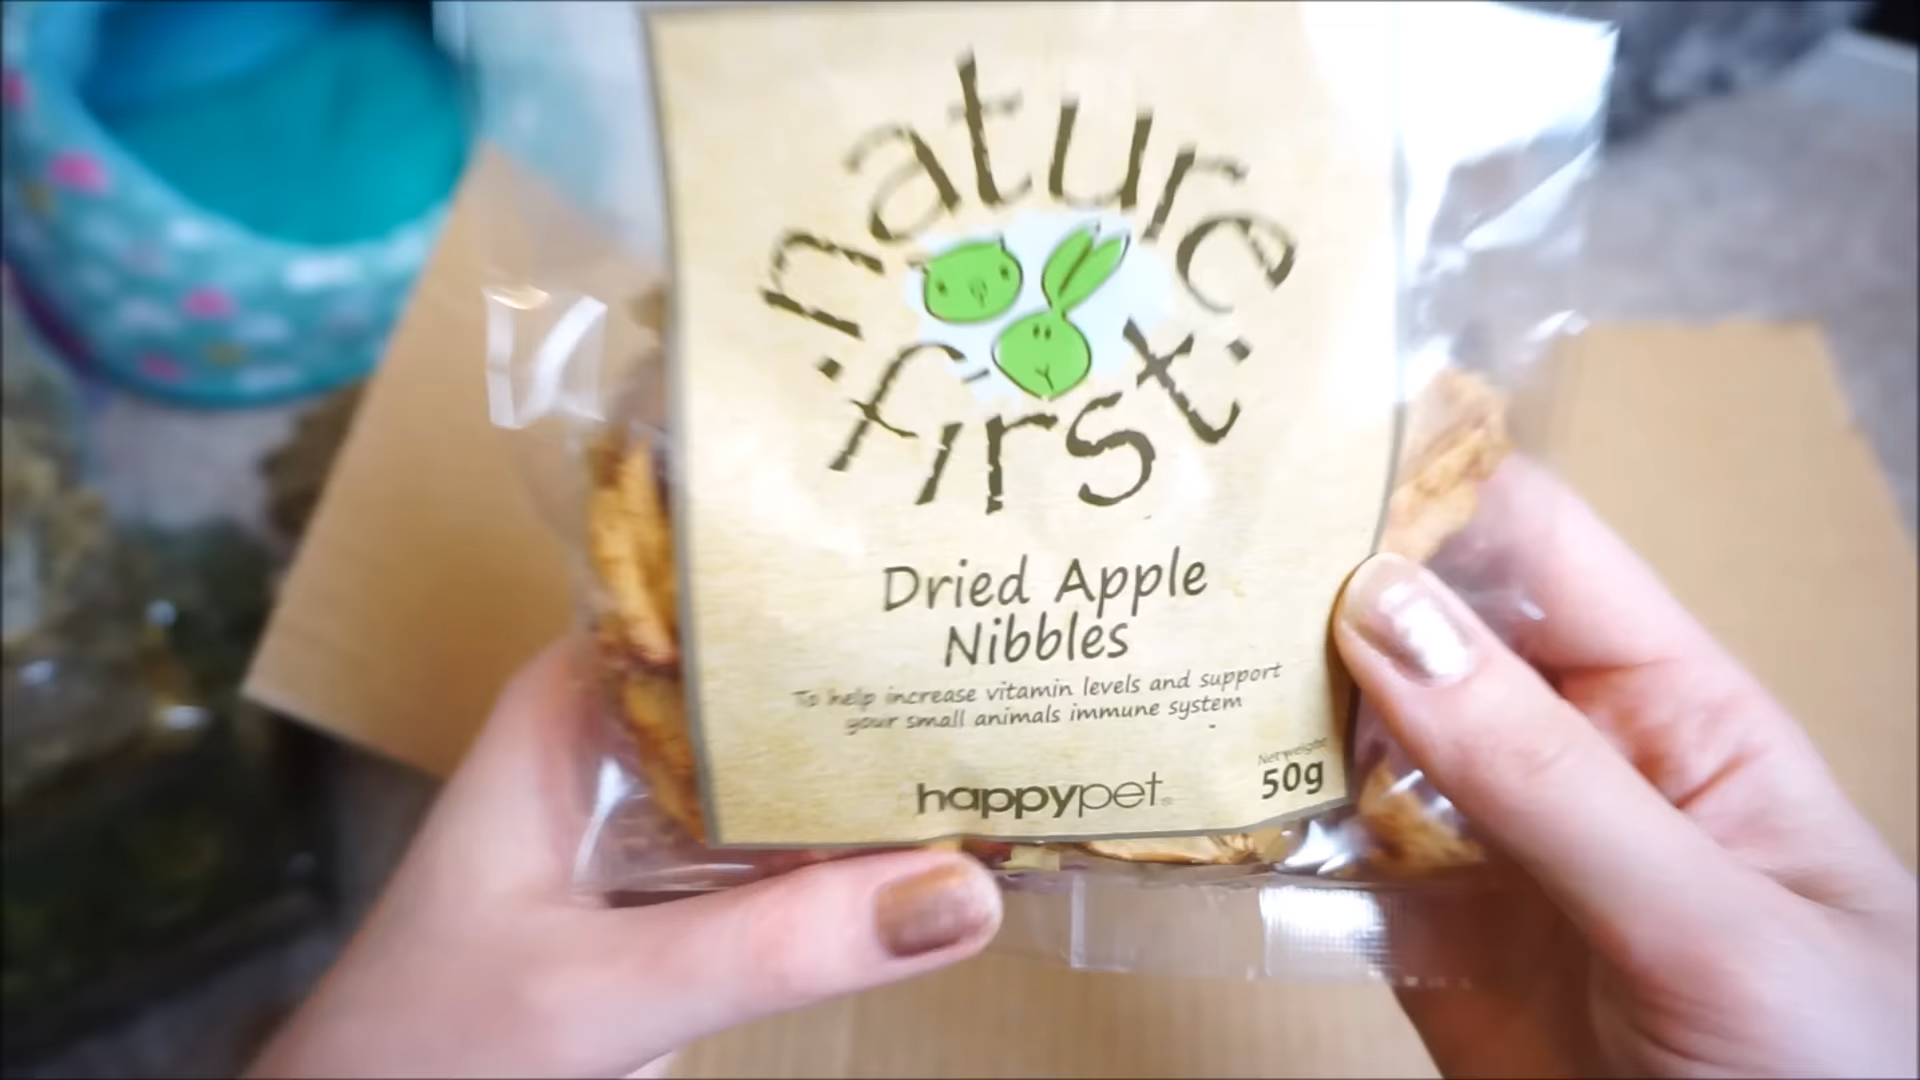 nature
first
Dried Apple
Nibbles
To help increase vitamin levels and support
your small animals immune system
Net weight
50g
happypet